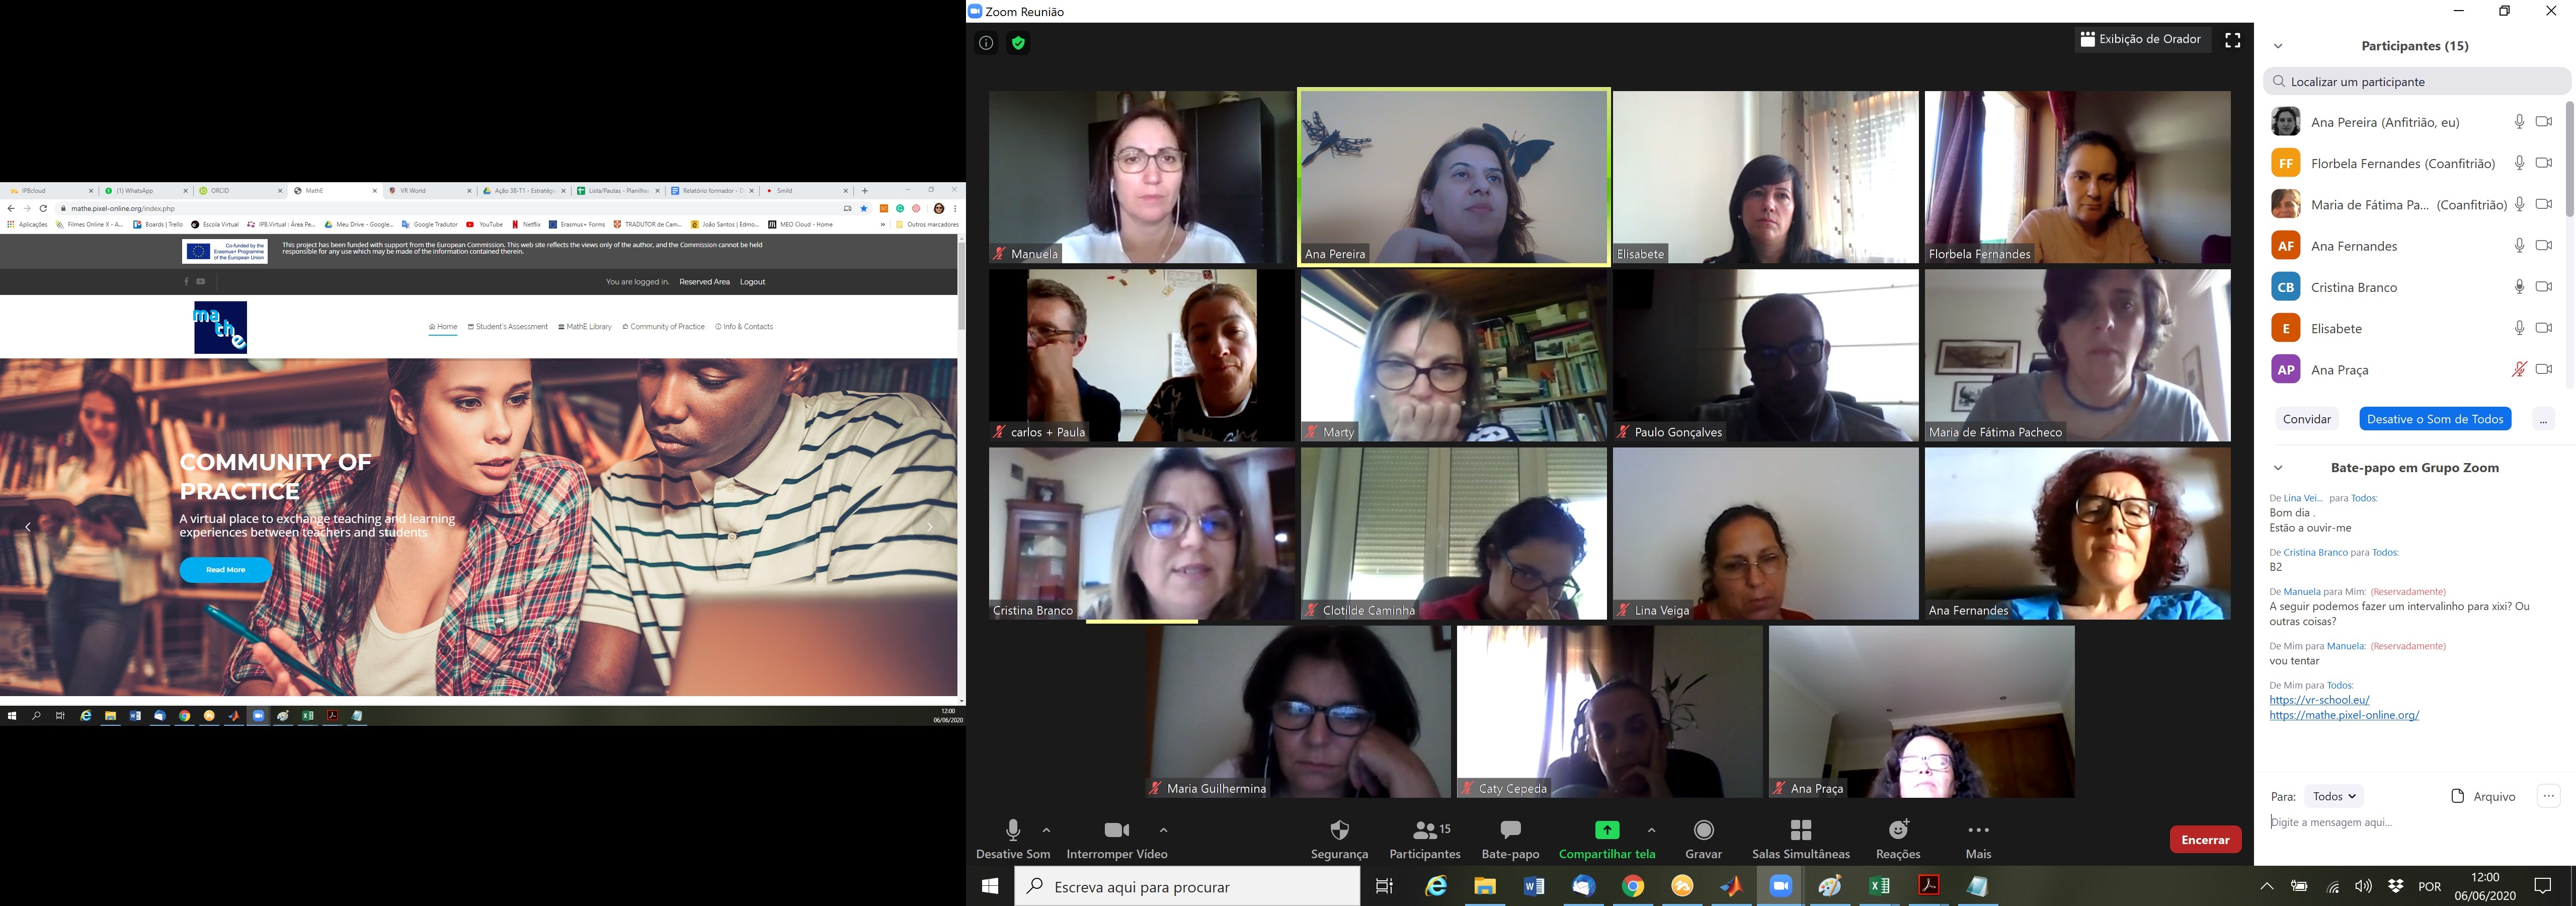 IPBcloud
(1) WhatsApp
ORCID
MathE
VR World
Ação 38-T1 - Estratég
Lista/Pautas - Planilha
Relatório formador - D
Smild
mathe.pixel-online.org/index.php
Aplicações
Filmes Online X - A...
Boards | Trello
Escola Virtual
IPB.Virtual : Área Pe...
Meu Drive - Google...
Google Tradutor
YouTube
Netflix
Erasmus+ Forms
TRADUTOR de Cam...
João Santos | Edmo...
MEO Cloud - Home
»
Outros marcadores
Co-funded by the
Erasmus+ Programme
of the European Union
This project has been funded with support from the European Commission. This web site reflects the views only of the author, and the Commission cannot be held
responsible for any use which may be made of the information contained therein.
You are logged in. Reserved Area Logout
mathe
Home
Student's Assessment
MathE Library
Community of Practice
Info & Contacts
COMMUNITY OF
PRACTICE
A virtual place to exchange teaching and learning
experiences between teachers and students
Read More
12:00
06/06/2020
Zoom Reunião
Exibição de Orador
Manuela
Ana Pereira
Elisabete
Florbela Fernandes
carlos + Paula
Marty
Paulo Gonçalves
Maria de Fátima Pacheco
Cristina Branco
Clotilde Caminha
Lina Veiga
Ana Fernandes
Maria Guilhermina
Caty Cepeda
Ana Praça
Desative Som
Interromper Vídeo
Segurança
15
Participantes
Bate-papo
Compartilhar tela
Gravar
Salas Simultâneas
Reações
Mais
Encerrar
Participantes (15)
Localizar um participante
Ana Pereira (Anfitrião, eu)
FF Florbela Fernandes (Coanfitrião)
Maria de Fátima Pa... (Coanfitrião)
AF Ana Fernandes
CB Cristina Branco
E Elisabete
AP Ana Praça
Convidar
Desative o Som de Todos
...
Bate-papo em Grupo Zoom
De Lina Vei... para Todos:
Bom dia .
Estão a ouvir-me
De Cristina Branco para Todos:
B2
De Manuela para Mim: (Reservadamente)
A seguir podemos fazer um intervalinho para xixi? Ou
outras coisas?
De Mim para Manuela: (Reservadamente)
vou tentar
De Mim para Todos:
https://vr-school.eu/
https://mathe.pixel-online.org/
Para: Todos
Arquivo
Digite a mensagem aqui...
Escreva aqui para procurar
POR
12:00
06/06/2020